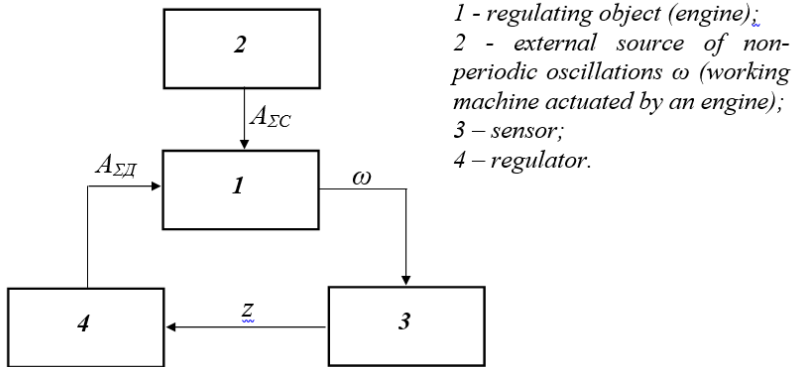 2
A_ΣC
A_ΣД
1
ω
4
z
3
1 - regulating object (engine);
2 - external source of non-
periodic oscillations ω (working
machine actuated by an engine);
3 – sensor;
4 – regulator.